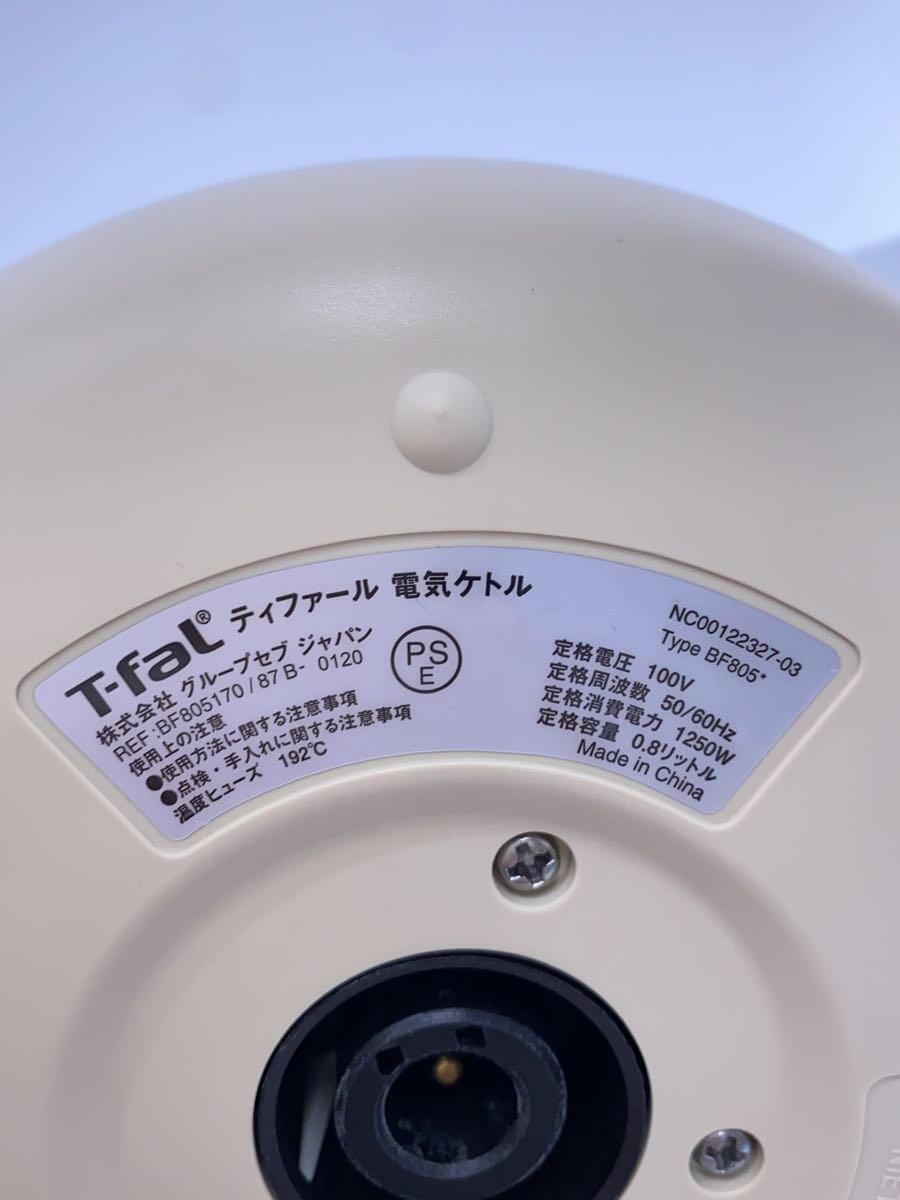 T-fal® ティファール 電気ケトル
株式会社 グループセブ ジャパン
REF:BF805170/87B- 0120
使用上の注意
●使用方法に関する注意事項
●点検・手入れに関する注意事項
温度ヒューズ 192℃
PS
E
NC00122327-03
Type BF805*
定格電圧 100V
定格周波数 50/60Hz
定格消費電力 1250W
定格容量 0.8リットル
Made in China